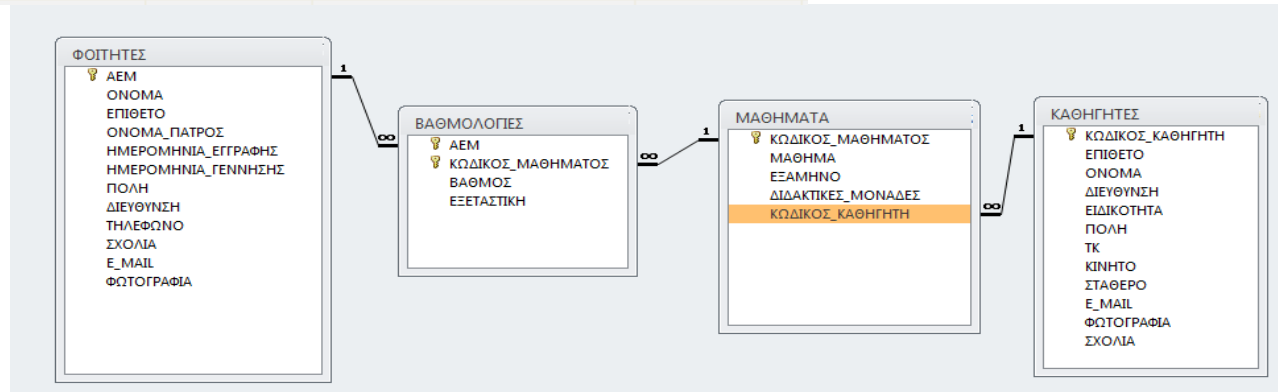 ΦΟΙΤΗΤΕΣ
ΑΕΜ
ΟΝΟΜΑ
ΕΠΙΘΕΤΟ
ΟΝΟΜΑ_ΠΑΤΡΟΣ
ΗΜΕΡΟΜΗΝΙΑ_ΕΓΓΡΑΦΗΣ
ΗΜΕΡΟΜΗΝΙΑ_ΓΕΝΝΗΣΗΣ
ΠΟΛΗ
ΔΙΕΥΘΥΝΣΗ
ΤΗΛΕΦΩΝΟ
ΣΧΟΛΙΑ
E_MAIL
ΦΩΤΟΓΡΑΦΙΑ
1
∞
ΒΑΘΜΟΛΟΓΙΕΣ
ΑΕΜ
ΚΩΔΙΚΟΣ_ΜΑΘΗΜΑΤΟΣ
ΒΑΘΜΟΣ
ΕΞΕΤΑΣΤΙΚΗ
∞
1
ΜΑΘΗΜΑΤΑ
ΚΩΔΙΚΟΣ_ΜΑΘΗΜΑΤΟΣ
ΜΑΘΗΜΑ
ΕΞΑΜΗΝΟ
ΔΙΔΑΚΤΙΚΕΣ_ΜΟΝΑΔΕΣ
ΚΩΔΙΚΟΣ_ΚΑΘΗΓΗΤΗ
∞
1
ΚΑΘΗΓΗΤΕΣ
ΚΩΔΙΚΟΣ_ΚΑΘΗΓΗΤΗ
ΕΠΙΘΕΤΟ
ΟΝΟΜΑ
ΔΙΕΥΘΥΝΣΗ
ΕΙΔΙΚΟΤΗΤΑ
ΠΟΛΗ
ΤΚ
ΚΙΝΗΤΟ
ΣΤΑΘΕΡΟ
E_MAIL
ΦΩΤΟΓΡΑΦΙΑ
ΣΧΟΛΙΑ